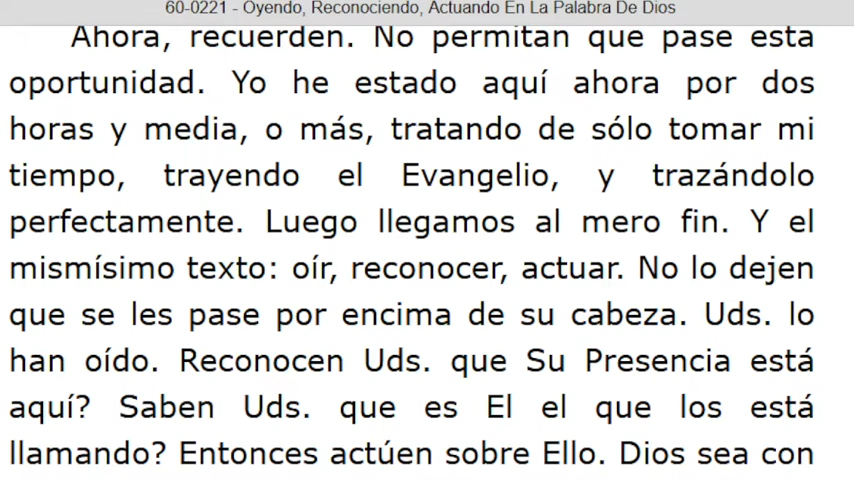 60-0221 - Oyendo, Reconociendo, Actuando En La Palabra De Dios
Ahora, recuerden. No permitan que pase esta
oportunidad. Yo he estado aquí ahora por dos
horas y media, o más, tratando de sólo tomar mi
tiempo, trayendo el Evangelio, y trazándolo
perfectamente. Luego llegamos al mero fin. Y el
mismísimo texto: oír, reconocer, actuar. No lo dejen
que se les pase por encima de su cabeza. Uds. lo
han oído. Reconocen Uds. que Su Presencia está
aquí? Saben Uds. que es El el que los está
llamando? Entonces actúen sobre Ello. Dios sea con